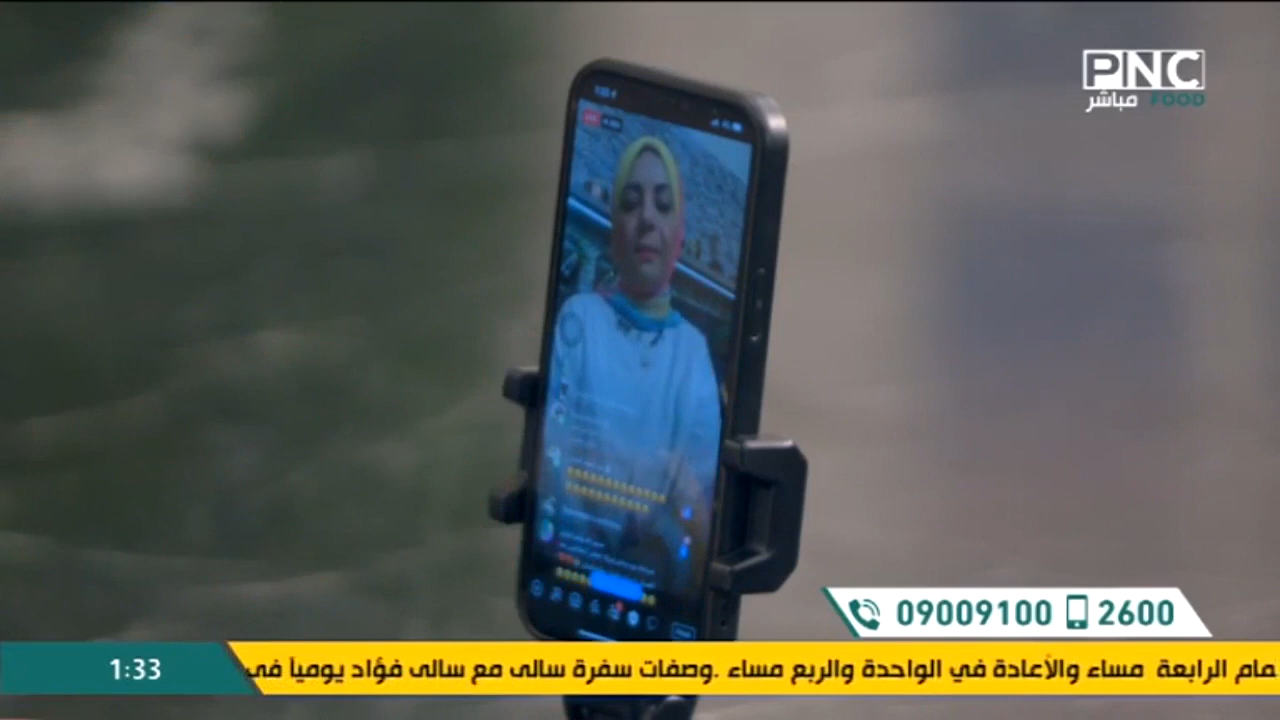 PNC
مباشر FOOD
09009100 2600
1:33
مام الرابعة مساء والأعادة في الواحدة والربع مساء .وصفات سفرة سالى مع سالى فؤاد يومياً فى